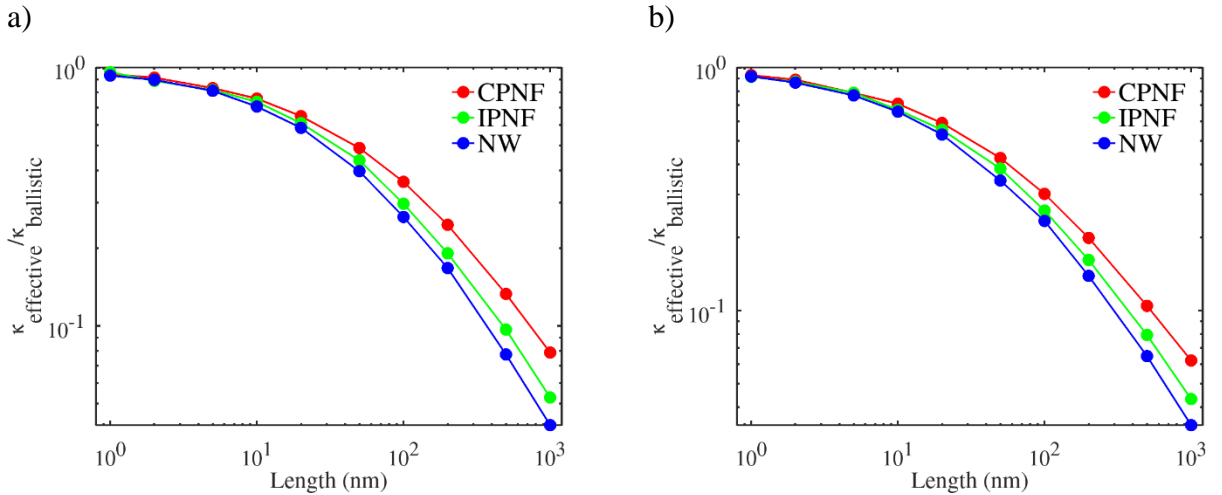 a)
10^0
10^-1
κ_effective/κ_ballistic
CPNF
IPNF
NW
10^0 10^1 10^2 10^3
Length (nm)
b)
10^0
10^-1
κ_effective/κ_ballistic
CPNF
IPNF
NW
10^0 10^1 10^2 10^3
Length (nm)